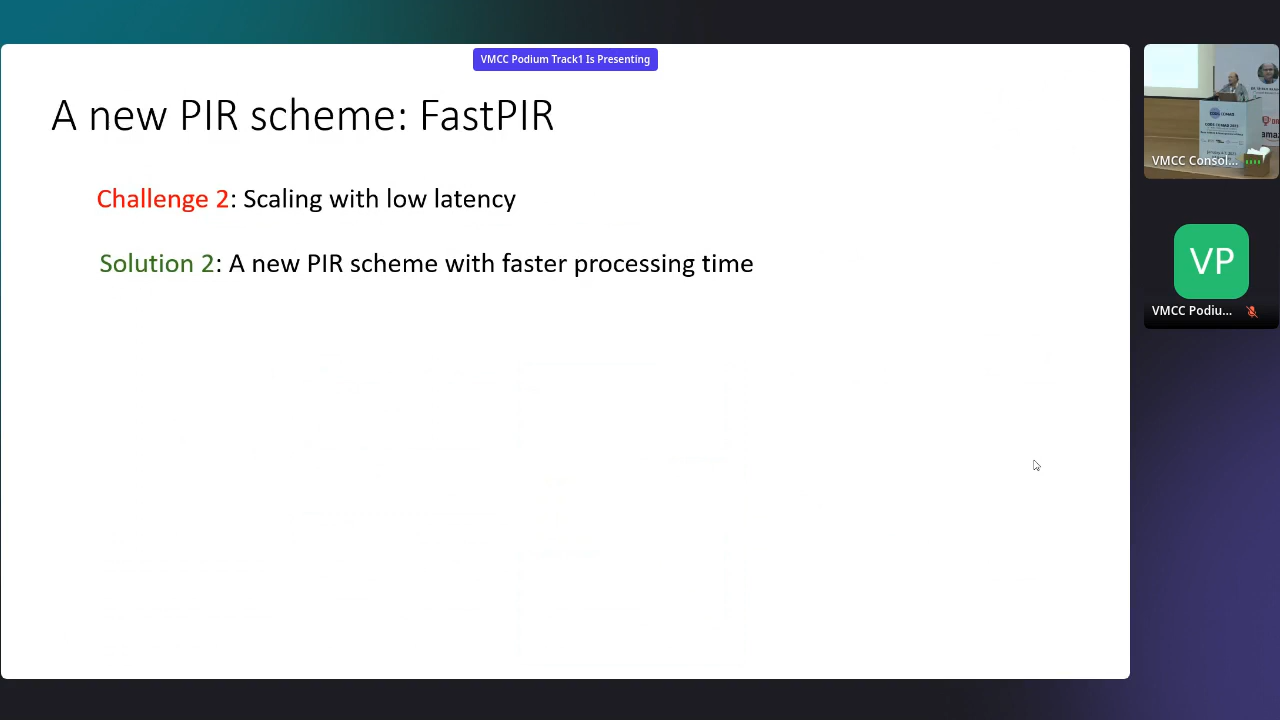 VMCC Podium Track1 Is Presenting
A new PIR scheme: FastPIR
Challenge 2: Scaling with low latency
Solution 2: A new PIR scheme with faster processing time
VMCC Consol...
VP
VMCC Podiu...